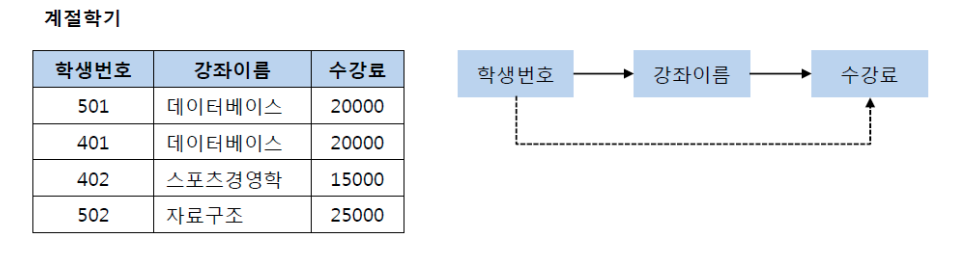 계절학기
학생번호 강좌이름 수강료
501 데이터베이스 20000
401 데이터베이스 20000
402 스포츠경영학 15000
502 자료구조 25000
학생번호 강좌이름 수강료